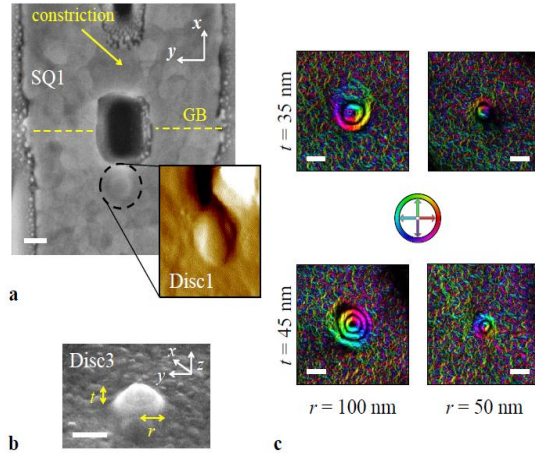 constriction
x
y
SQ1
GB
Disc1
a
Disc3
x
z
y
t
r
b
t = 35 nm
t = 45 nm
r = 100 nm
r = 50 nm
c